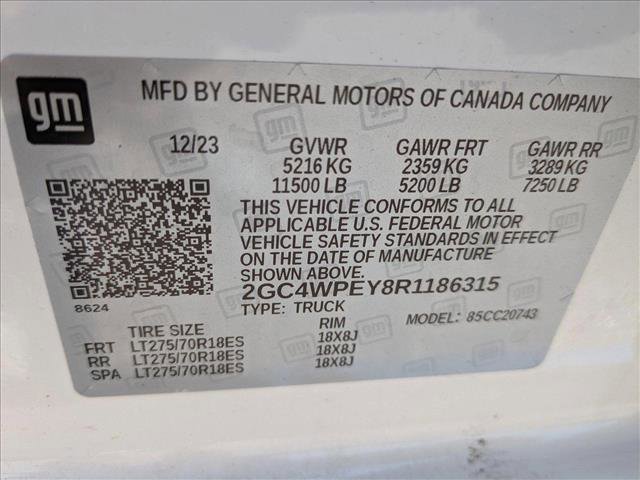 gm
MFD BY GENERAL MOTORS OF CANADA COMPANY
12/23 GVWR GAWR FRT GAWR RR
5216 KG 2359 KG 3289 KG
11500 LB 5200 LB 7250 LB
THIS VEHICLE CONFORMS TO ALL
APPLICABLE U.S. FEDERAL MOTOR
VEHICLE SAFETY STANDARDS IN EFFECT
ON THE DATE OF MANUFACTURE
SHOWN ABOVE.
2GC4WPEY8R1186315
8624 TYPE: TRUCK MODEL: 85CC20743
TIRE SIZE RIM
FRT LT275/70R18ES 18X8J
RR LT275/70R18ES 18X8J
SPA LT275/70R18ES 18X8J